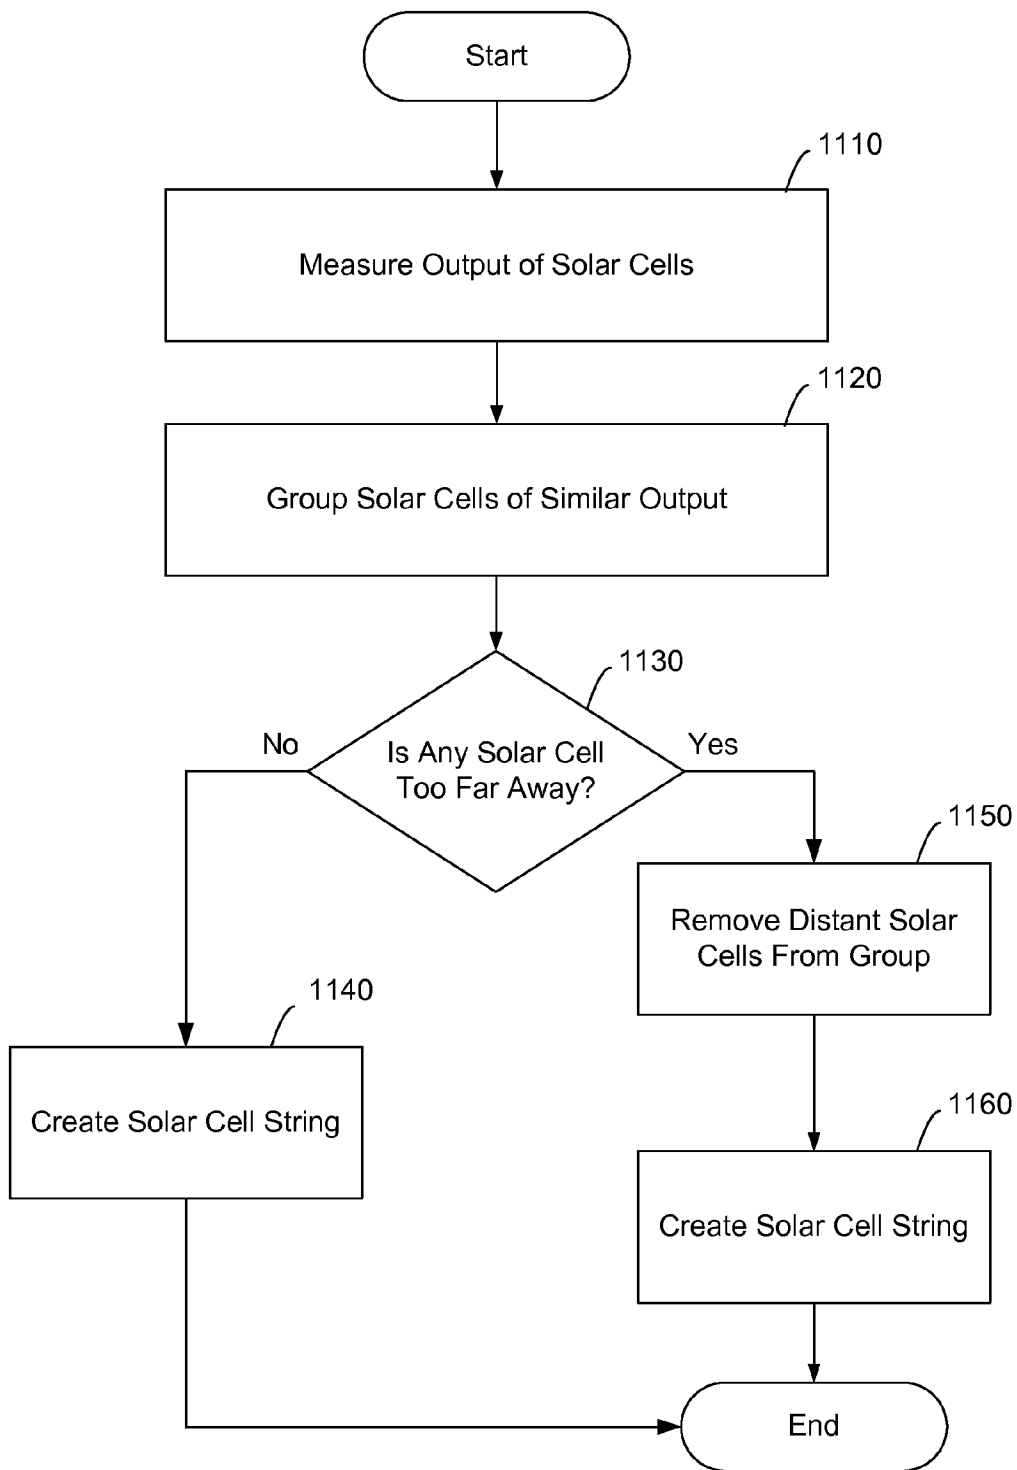 Start
1110
Measure Output of Solar Cells
1120
Group Solar Cells of Similar Output
1130
Is Any Solar Cell
Too Far Away?
No
Yes
1150
Remove Distant Solar
Cells From Group
1140
Create Solar Cell String
1160
Create Solar Cell String
End